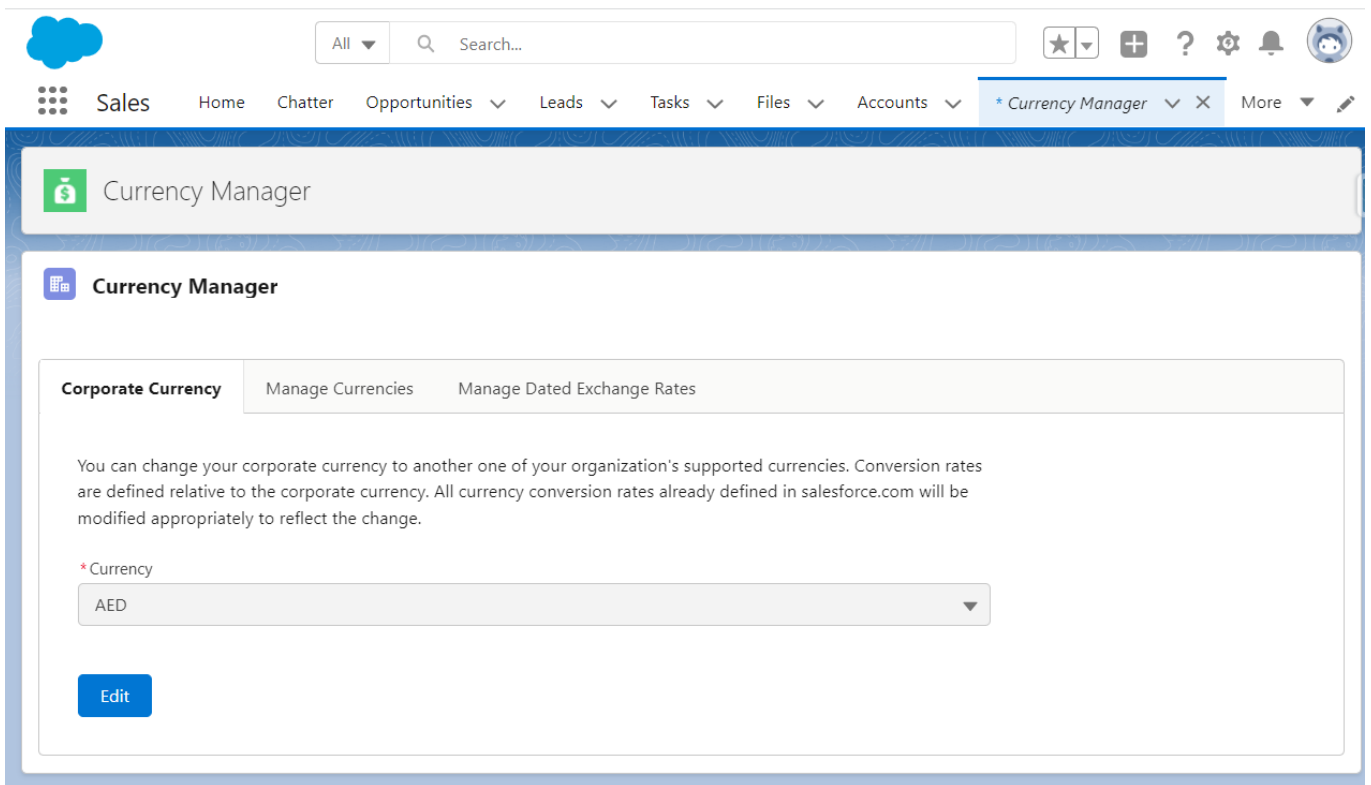 All Search...
Sales Home Chatter Opportunities Leads Tasks Files Accounts * Currency Manager More
Currency Manager
Currency Manager
Corporate Currency Manage Currencies Manage Dated Exchange Rates
You can change your corporate currency to another one of your organization's supported currencies. Conversion rates
are defined relative to the corporate currency. All currency conversion rates already defined in salesforce.com will be
modified appropriately to reflect the change.
*Currency
AED
Edit